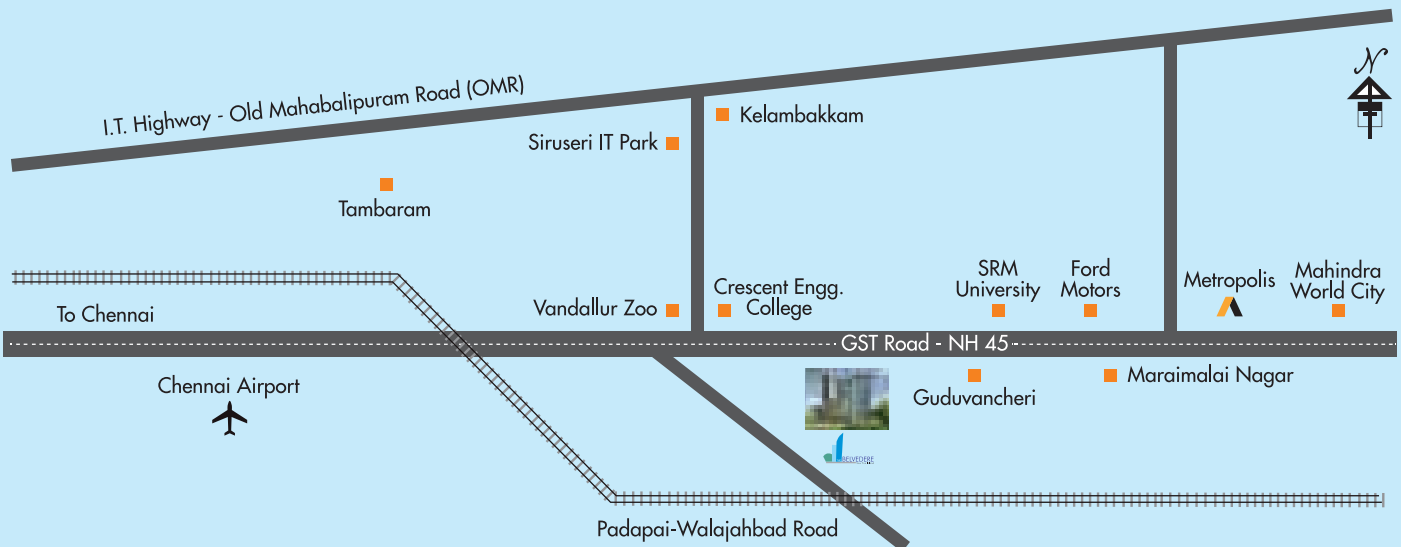 N
I.T. Highway - Old Mahabalipuram Road (OMR)
Kelambakkam
Siruseri IT Park
Tambaram
To Chennai
Vandallur Zoo
Crescent Engg.
College
SRM
University
Ford
Motors
Metropolis
Mahindra
World City
GST Road - NH 45
Chennai Airport
Guduvancheri
Maraimalai Nagar
BELVEDERE
Padapai-Walajahbad Road